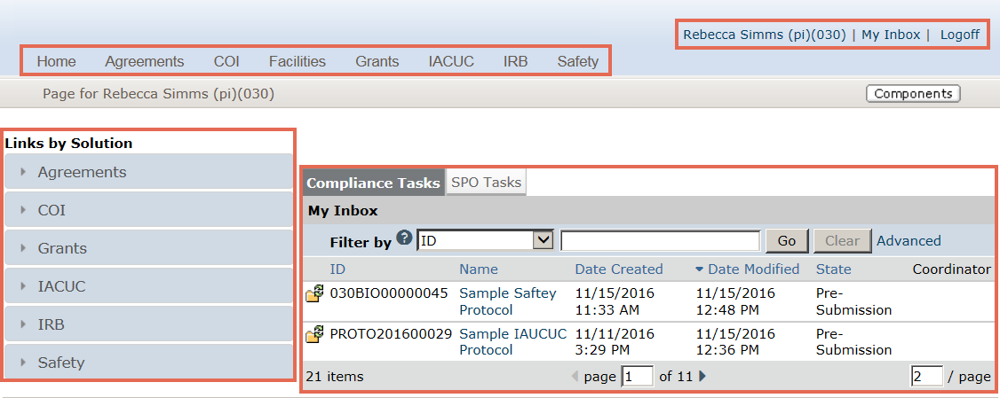 Rebecca Simms (pi)(030) | My Inbox | Logoff
Home Agreements COI Facilities Grants IACUC IRB Safety
Page for Rebecca Simms (pi)(030) Components
Links by Solution
Agreements
COI
Grants
IACUC
IRB
Safety
Compliance Tasks SPO Tasks
My Inbox
Filter by ? ID Go Clear Advanced
ID Name Date Created Date Modified State Coordinator
030BIO00000045 Sample Saftey 11/15/2016 11/15/2016 Pre-
Protocol 11:33 AM 12:48 PM Submission
PROTO201600029 Sample IAUCUC 11/11/2016 11/15/2016 Pre-
Protocol 3:29 PM 12:36 PM Submission
21 items page 1 of 11 2 / page